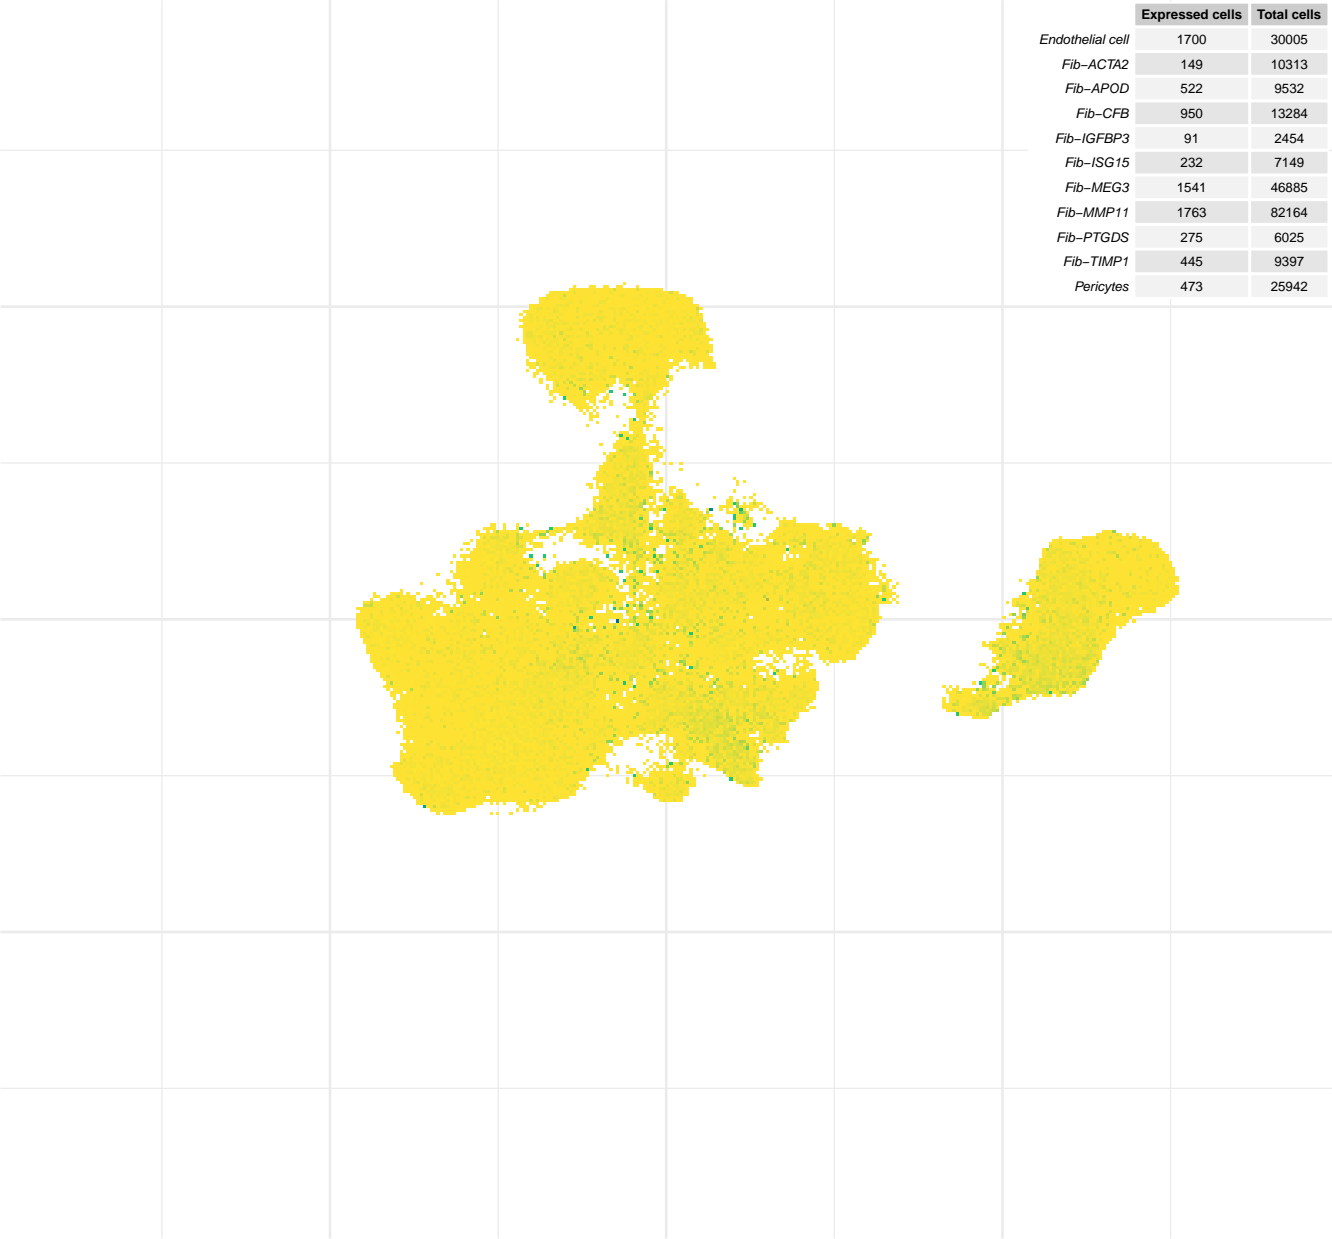 Expressed cells Total cells
Endothelial cell 1700 30005
Fib−ACTA2 149 10313
Fib−APOD 522 9532
Fib−CFB 950 13284
Fib−IGFBP3 91 2454
Fib−ISG15 232 7149
Fib−MEG3 1541 46885
Fib−MMP11 1763 82164
Fib−PTGDS 275 6025
Fib−TIMP1 445 9397
Pericytes 473 25942